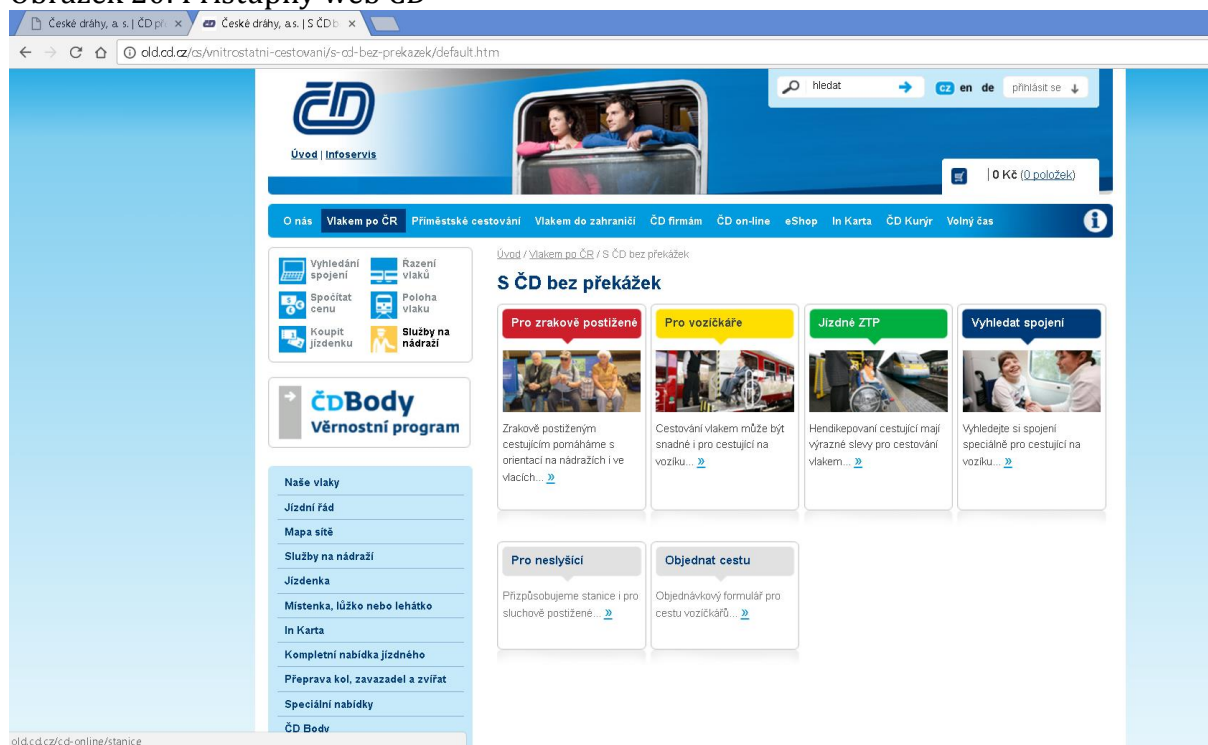 Obrázek 20: Přístupný web ČD
České dráhy, a. s. | ČD př
České dráhy, a.s. | S ČD b
old.cd.cz/cs/vnitrostatni-cestovani/s-cd-bez-prekazek/default.htm
ČD
hledat
cz en de
přihlásit se
Úvod | Infoservis
0 Kč (0 položek)
O nás Vlakem po ČR Příměstské cestování Vlakem do zahraničí ČD firmám ČD on-line eShop In Karta ČD Kurýr Volný čas
Vyhledání
spojení
Řazení
vlaků
Spočítat
cenu
Poloha
vlaku
Koupit
jízdenku
Služby na
nádraží
ČDBody
Věrnostní program
Naše vlaky
Jízdní řád
Mapa sítě
Služby na nádraží
Jízdenka
Místenka, lůžko nebo lehátko
In Karta
Kompletní nabídka jízdného
Přeprava kol, zavazadel a zvířat
Speciální nabídky
ČD Body
Úvod / Vlakem po ČR / S ČD bez překážek
S ČD bez překážek
Pro zrakově postižené
Zrakově postiženým
cestujícím pomáháme s
orientací na nádražích i ve
vlacích... »
Pro vozíčkáře
Cestování vlakem může být
snadné i pro cestující na
vozíku... »
Jízdné ZTP
Hendikepovaní cestující mají
výrazné slevy pro cestování
vlakem... »
Vyhledat spojení
Vyhledejte si spojení
speciálně pro cestující na
vozíku... »
Pro neslyšící
Přizpůsobujeme stanice i pro
sluchově postižené... »
Objednat cestu
Objednávkový formulář pro
cestu vozíčkářů... »
old.cd.cz/cd-online/stanice